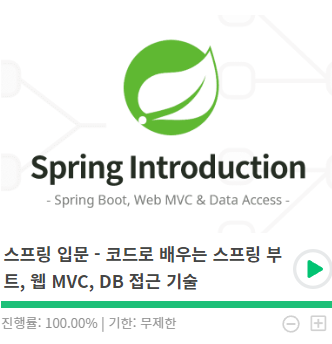 Spring Introduction
- Spring Boot, Web MVC & Data Access -
스프링 입문 - 코드로 배우는 스프링 부
트, 웹 MVC, DB 접근 기술
진행률: 100.00% | 기한: 무제한